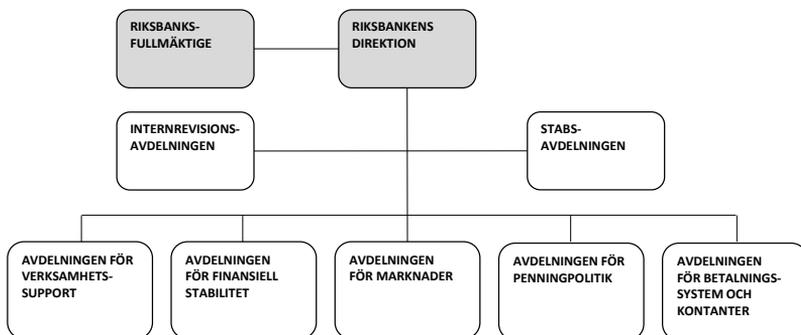 RIKSBANKS-
FULLMÄKTIGE
RIKSBANKENS
DIREKTION
INTERNREVISIONS-
AVDELNINGEN
STABS-
AVDELNINGEN
AVDELNINGEN FÖR
VERKSAMHETS-
SUPPORT
AVDELNINGEN
FÖR FINANSIELL
STABILITET
AVDELNINGEN
FÖR MARKNADER
AVDELNINGEN FÖR
PENNINGPOLITIK
AVDELNINGEN
FÖR BETALNINGS-
SYSTEM OCH
KONTANTER